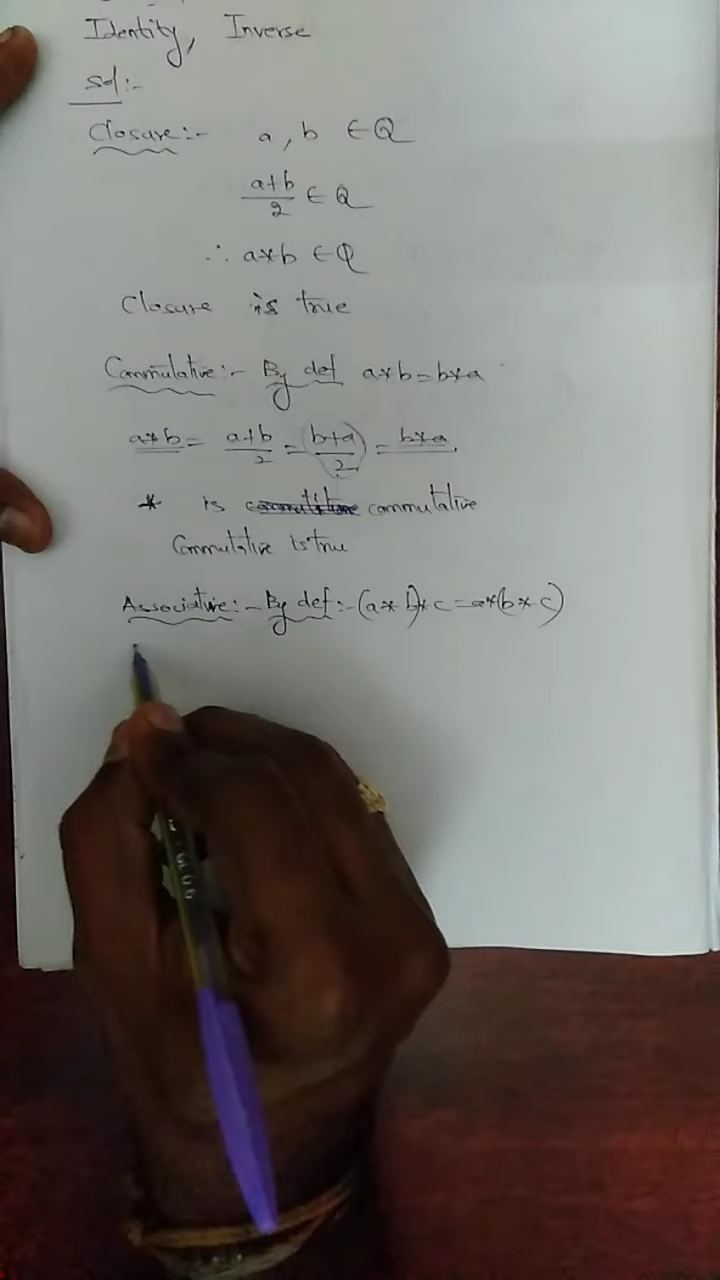 Identity, Inverse
Sol:-
Closure:- a, b ∈ Q
a+b/2 ∈ Q
∴ a*b ∈ Q
Closure is true
Commutative:- By def a*b=b*a
a*b = a+b/2 = b+a/2 = b*a.
* is commutative
Commutative is true
Associative:- By def:- (a*b)*c=a*(b*c)